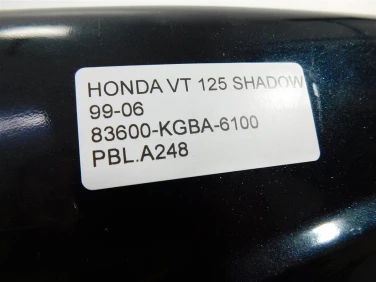 HONDA VT 125 SHADOW
99-06
83600-KGBA-6100
PBL.A248